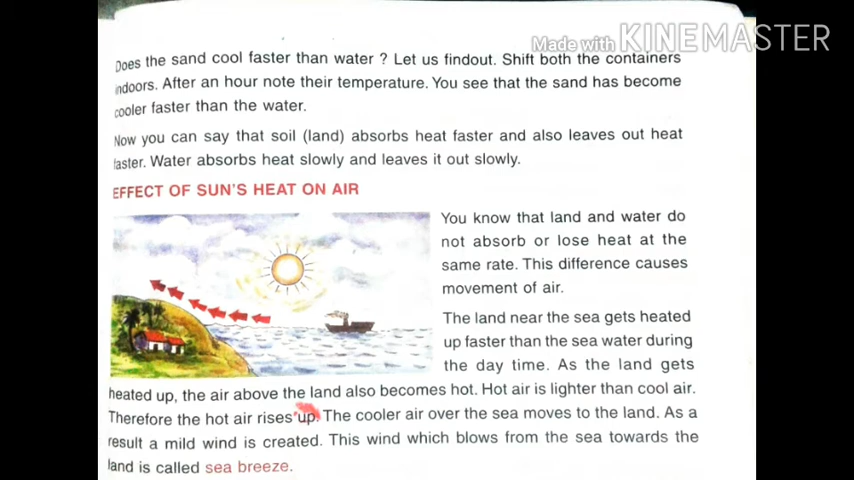 Made with KINEMASTER
Does the sand cool faster than water ? Let us findout. Shift both the containers
indoors. After an hour note their temperature. You see that the sand has become
cooler faster than the water.
Now you can say that soil (land) absorbs heat faster and also leaves out heat
faster. Water absorbs heat slowly and leaves it out slowly.
EFFECT OF SUN'S HEAT ON AIR
You know that land and water do
not absorb or lose heat at the
same rate. This difference causes
movement of air.
The land near the sea gets heated
up faster than the sea water during
the day time. As the land gets
heated up, the air above the land also becomes hot. Hot air is lighter than cool air.
Therefore the hot air rises up. The cooler air over the sea moves to the land. As a
result a mild wind is created. This wind which blows from the sea towards the
land is called sea breeze.